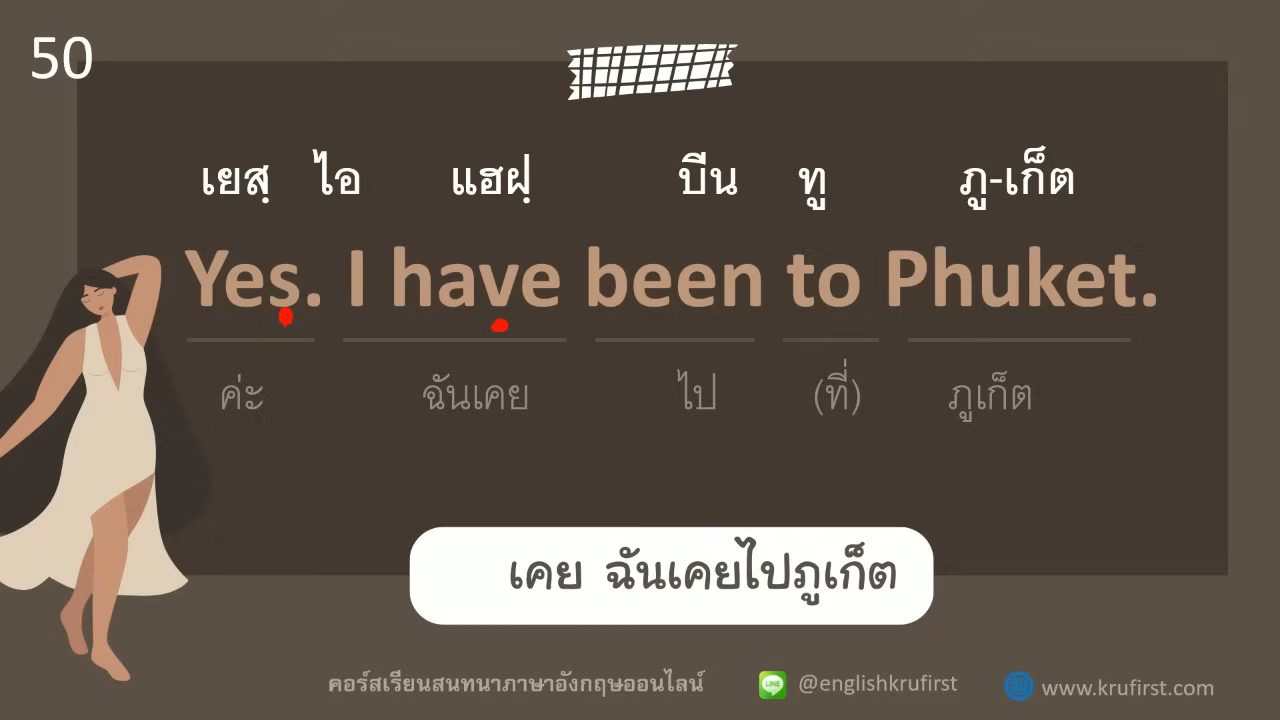 50
เยสฺ ไอ แฮฝฺ บีน ทู ภู-เก็ต
Yes. I have been to Phuket.
ค่ะ ฉันเคย ไป (ที่) ภูเก็ต
เคย ฉันเคยไปภูเก็ต
คอร์สเรียนสนทนาภาษาอังกฤษออนไลน์ LINE @englishkrufirst www.krufirst.com